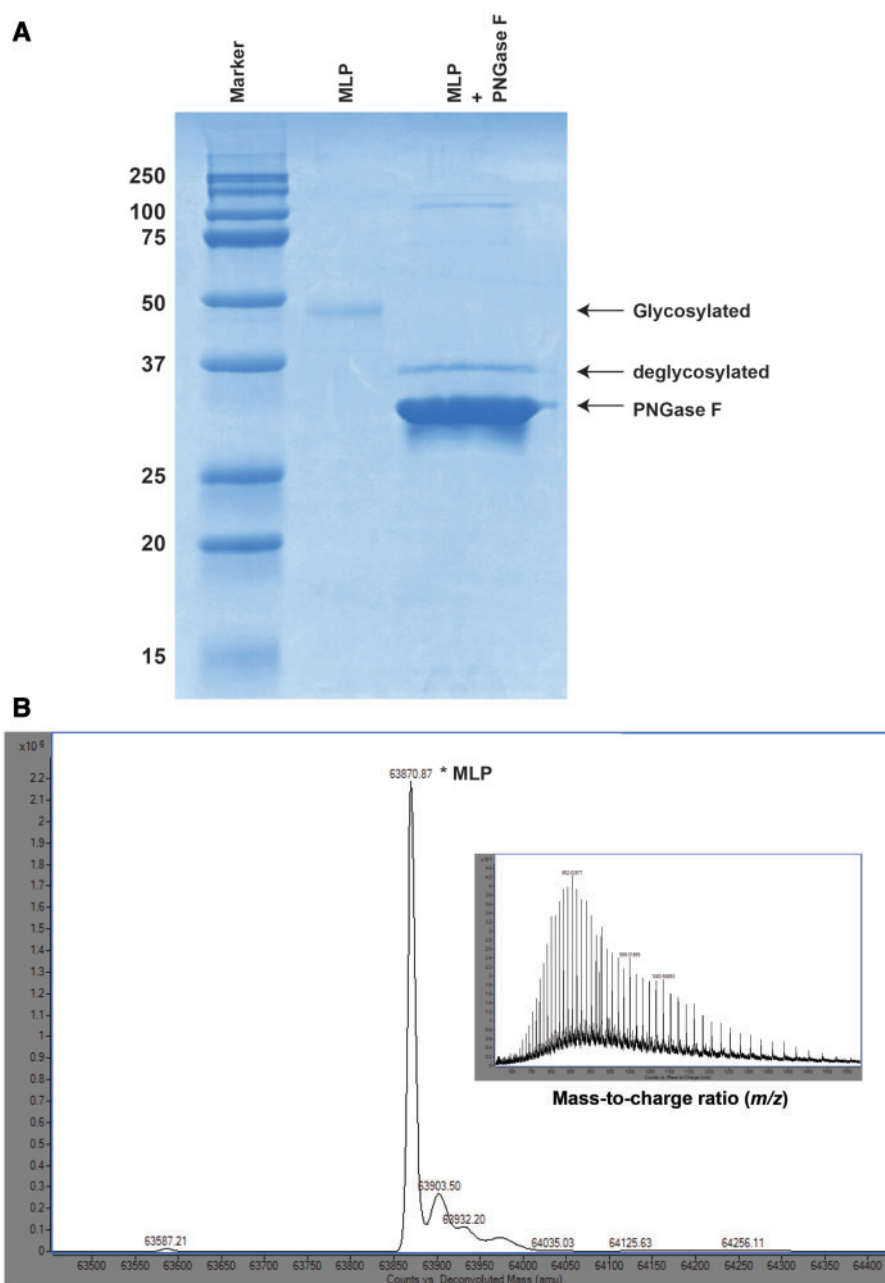 A
Marker
MLP
MLP
+
PNGase F
250
100
75
50
37
25
20
15
Glycosylated
deglycosylated
PNGase F
B
x10 6
63870.87 * MLP
2.2
2.1
2
1.9
1.8
1.7
1.6
1.5
1.4
1.3
1.2
1.1
1
0.9
0.8
0.7
0.6
0.5
0.4
0.3
0.2
0.1
0
63587.21
63903.50
63932.20
64035.03
64125.63
64256.11
Mass-to-charge ratio (m/z)
63500 63550 63600 63650 63700 63750 63800 63850 63900 63950 64000 64050 64100 64150 64200 64250 64300 64350 64400
Counts vs. Deconvoluted Mass (amu)